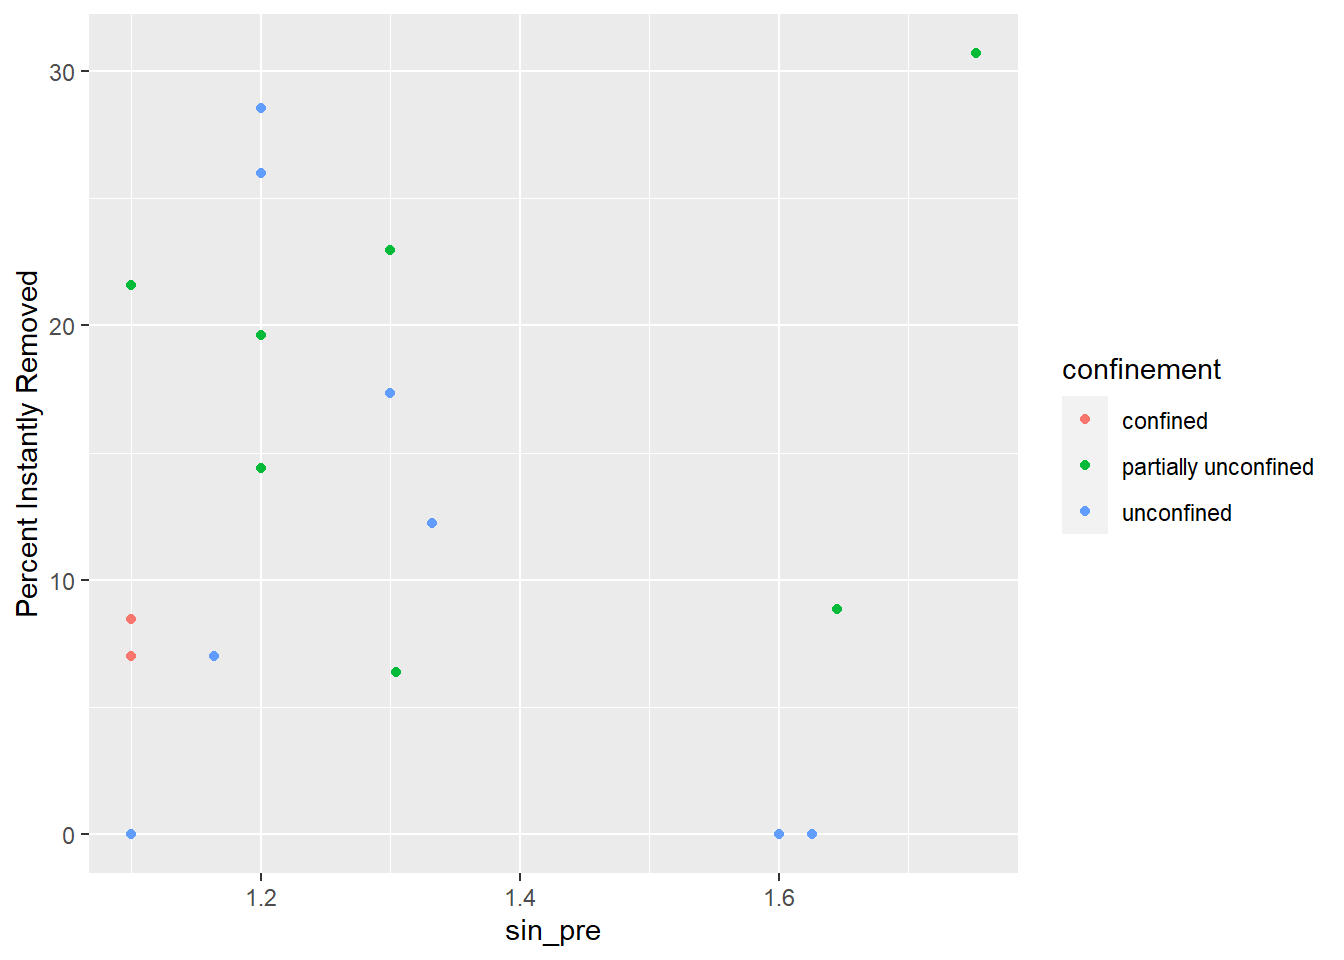 30
20
10
0
Percent Instantly Removed
1.2
1.4
1.6
sin_pre
confinement
confined
partially unconfined
unconfined